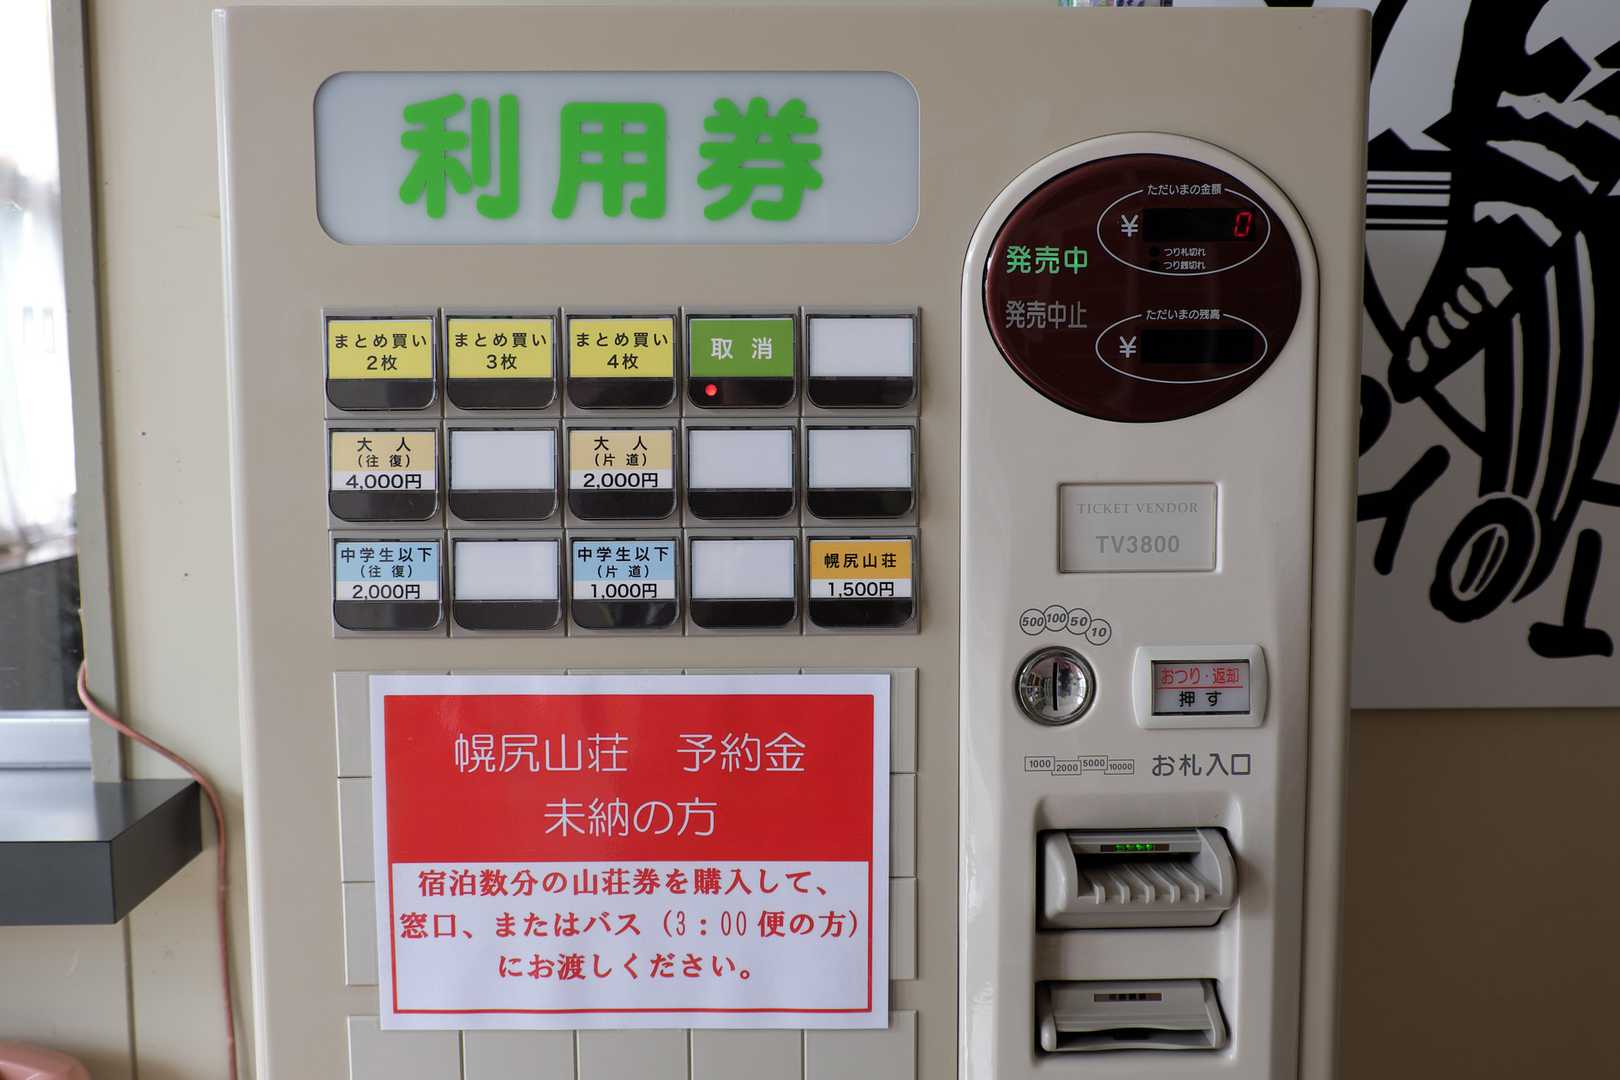 利用券
まとめ買い
2枚
まとめ買い
3枚
まとめ買い
4枚
取消
大人
(往復)
4,000円
大人
(片道)
2,000円
中学生以下
(往復)
2,000円
中学生以下
(片道)
1,000円
幌尻山荘
1,500円
幌尻山荘 予約金
未納の方
宿泊数分の山荘券を購入して、
窓口、またはバス(3:00便の方)
にお渡しください。
ただいまの金額
¥ 0
つり札切れ
つり銭切れ
発売中
発売中止
ただいまの残高
¥
TICKET VENDOR
TV3800
500 100 50 10
おつり・返却
押す
1000 2000 5000 10000
お札入口